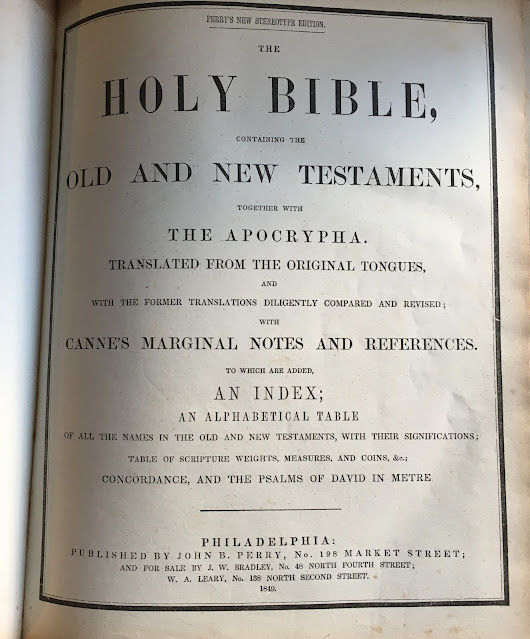 PERRY'S NEW STEREOTYPE EDITION.
THE
HOLY BIBLE,
CONTAINING THE
OLD AND NEW TESTAMENTS,
TOGETHER WITH
THE APOCRYPHA.
TRANSLATED FROM THE ORIGINAL TONGUES,
AND
WITH THE FORMER TRANSLATIONS DILIGENTLY COMPARED AND REVISED;
WITH
CANNE'S MARGINAL NOTES AND REFERENCES.
TO WHICH ARE ADDED,
AN INDEX;
AN ALPHABETICAL TABLE
OF ALL THE NAMES IN THE OLD AND NEW TESTAMENTS, WITH THEIR SIGNIFICATIONS;
TABLE OF SCRIPTURE WEIGHTS, MEASURES, AND COINS, &c.;
CONCORDANCE, AND THE PSALMS OF DAVID IN METRE
PHILADELPHIA:
PUBLISHED BY JOHN B. PERRY, No. 198 MARKET STREET;
AND FOR SALE BY J. W. BRADLEY, No. 48 NORTH FOURTH STREET;
W. A. LEARY, No. 138 NORTH SECOND STREET.
1849.